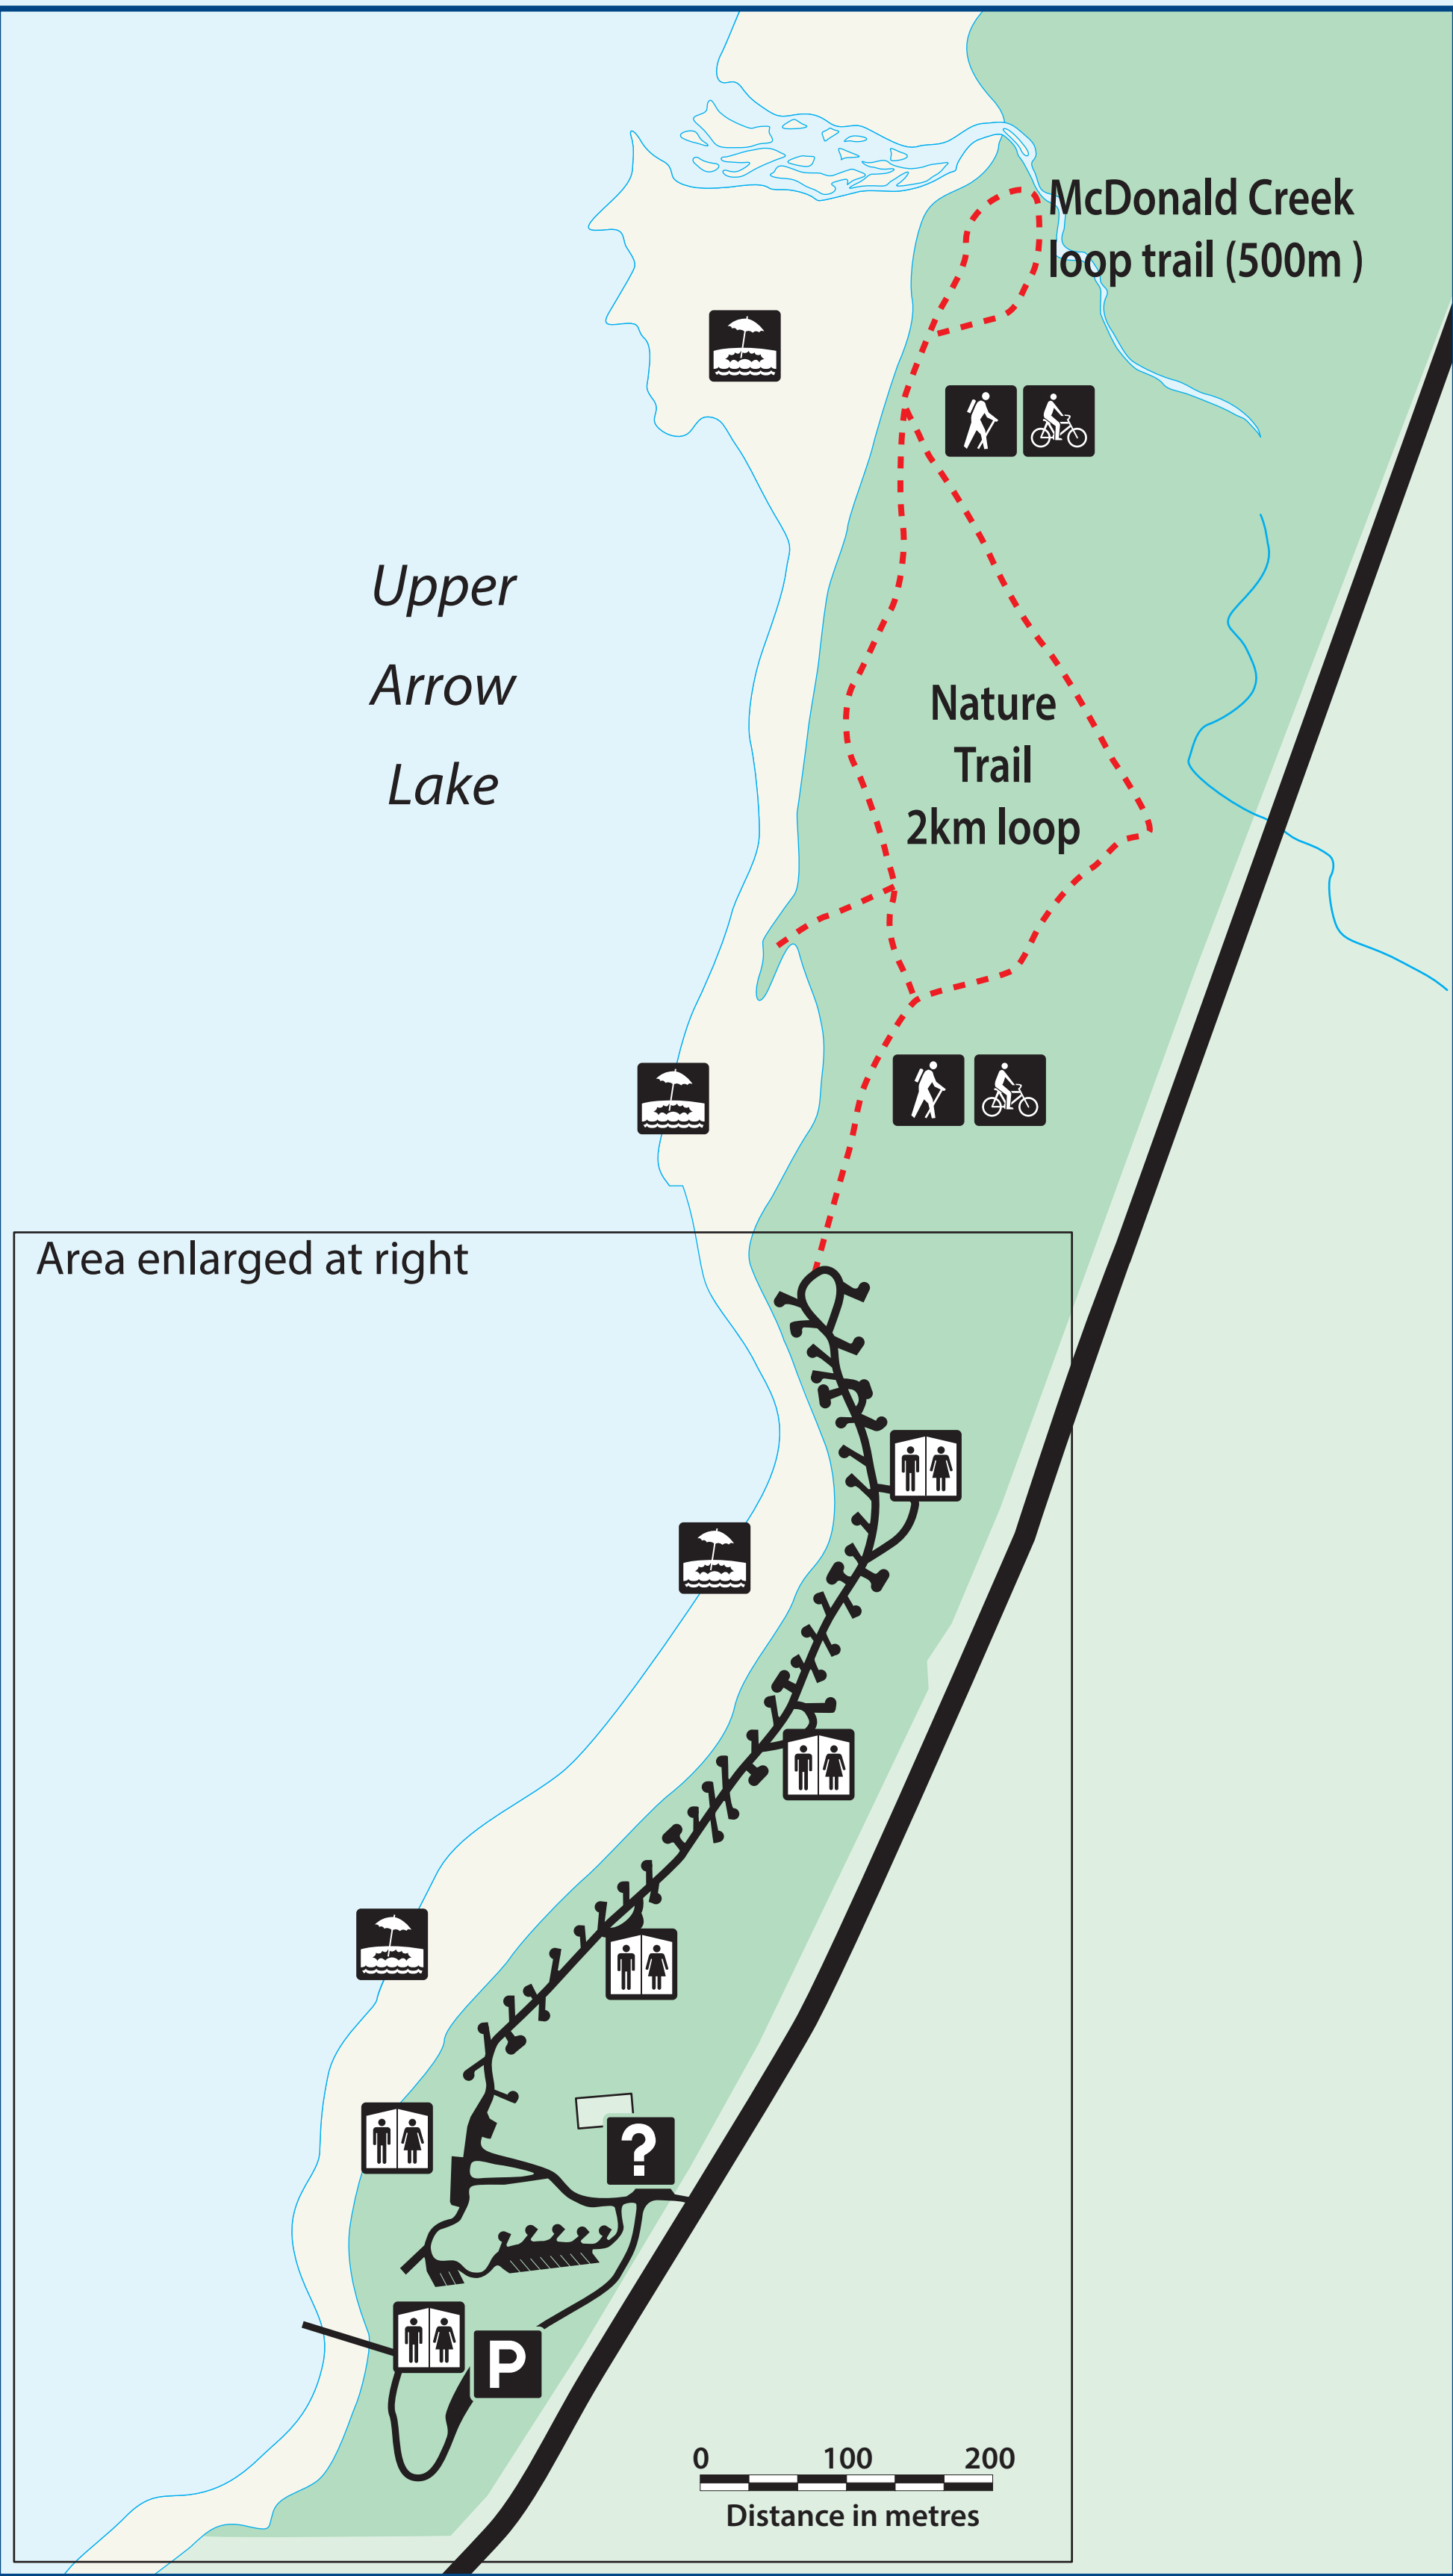 McDonald Creek
loop trail (500m )
Upper
Arrow
Lake
Nature
Trail
2km loop
Area enlarged at right
?
P
0 100 200
Distance in metres